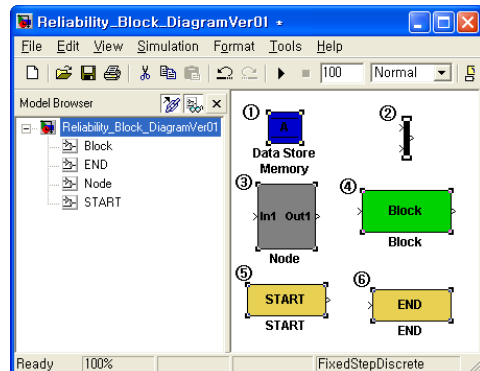 Reliability_Block_DiagramVer01 *
File Edit View Simulation Format Tools Help
100 Normal
Model Browser
Reliability_Block_DiagramVer01
Block
END
Node
START
① A
Data Store
Memory
②
③ In1 Out1
Node
④ Block
Block
⑤ START
START
⑥ END
END
Ready 100% FixedStepDiscrete